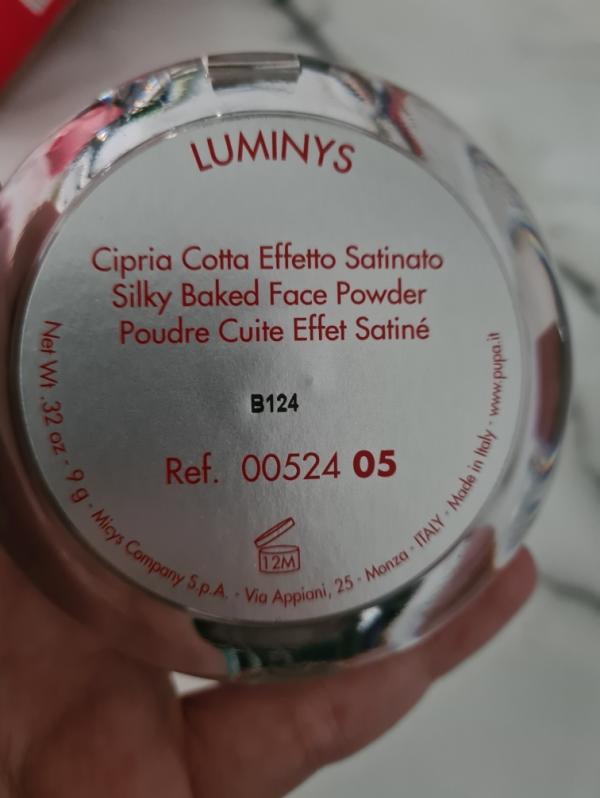 LUMINYS
Cipria Cotta Effetto Satinato
Silky Baked Face Powder
Poudre Cuite Effet Satiné
B124
Ref. 00524 05
12M
Net Wt .32 oz - 9 g - Micys Company S.p.A. - Via Appiani, 25 - Monza - ITALY - Made in Italy - www.pupa.it